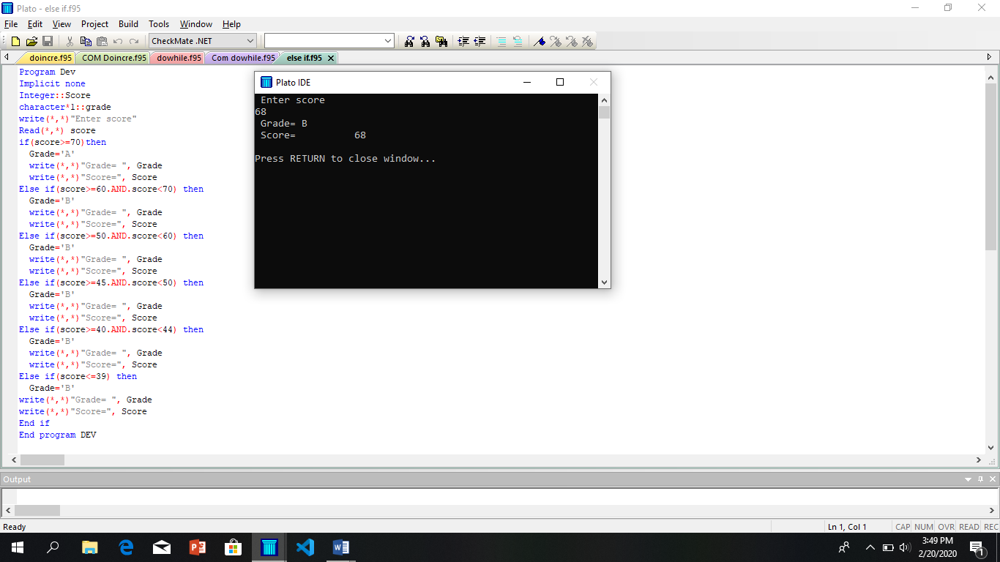 Plato - else if.f95
File Edit View Project Build Tools Window Help
CheckMate .NET
doincre.f95 COM Doincre.f95 dowhile.f95 Com dowhile.f95 else if.f95
Program Dev
Implicit none
Integer::Score
character*1::grade
write(*,*)"Enter score"
Read(*,*) score
if(score>=70)then
Grade='A'
write(*,*)"Grade= ", Grade
write(*,*)"Score=", Score
Else if(score>=60.AND.score<70) then
Grade='B'
write(*,*)"Grade= ", Grade
write(*,*)"Score=", Score
Else if(score>=50.AND.score<60) then
Grade='B'
write(*,*)"Grade= ", Grade
write(*,*)"Score=", Score
Else if(score>=45.AND.score<50) then
Grade='B'
write(*,*)"Grade= ", Grade
write(*,*)"Score=", Score
Else if(score>=40.AND.score<44) then
Grade='B'
write(*,*)"Grade= ", Grade
write(*,*)"Score=", Score
Else if(score<=39) then
Grade='B'
write(*,*)"Grade= ", Grade
write(*,*)"Score=", Score
End if
End program DEV
Plato IDE
Enter score
68
Grade= B
Score= 68
Press RETURN to close window...
Output
Ready
Ln 1, Col 1 CAP NUM OVR READ REC
3:49 PM
2/20/2020
1